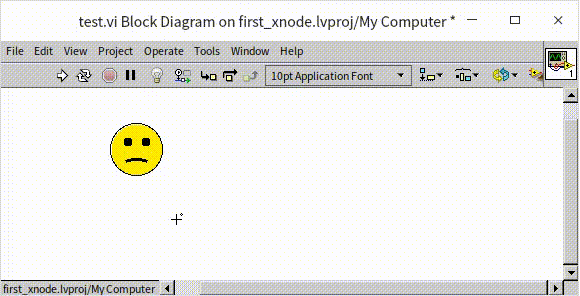 test.vi Block Diagram on first_xnode.lvproj/My Computer *
File Edit View Project Operate Tools Window Help
10pt Application Font
1
first_xnode.lvproj/My Computer